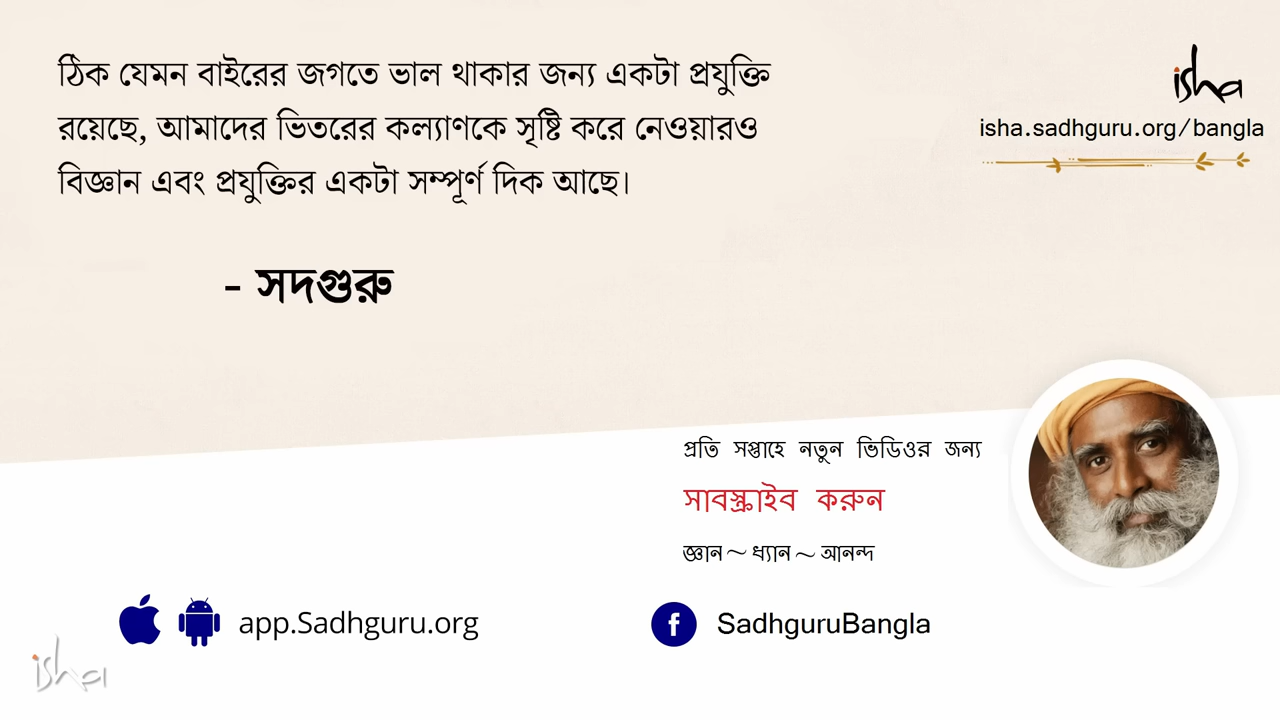 ঠিক যেমন বাইরের জগতে ভাল থাকার জন্য একটা প্রযুক্তি
রয়েছে, আমাদের ভিতরের কল্যাণকে সৃষ্টি করে নেওয়ারও
বিজ্ঞান এবং প্রযুক্তির একটা সম্পূর্ণ দিক আছে।
- সদগুরু
isha
isha.sadhguru.org/bangla
প্রতি সপ্তাহে নতুন ভিডিওর জন্য
সাবস্ক্রাইব করুন
জ্ঞান ~ ধ্যান ~ আনন্দ
app.Sadhguru.org
f SadhguruBangla
isha